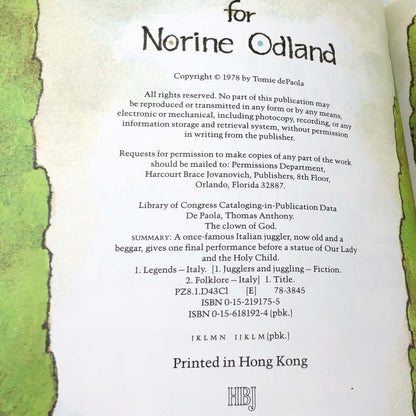 for
Norine Odland
Copyright © 1978 by Tomie dePaola
All rights reserved. No part of this publication may
be reproduced or transmitted in any form or by any means,
electronic or mechanical, including photocopy, recording, or any
information storage and retrieval system, without permission
in writing from the publisher.
Requests for permission to make copies of any part of the work
should be mailed to: Permissions Department,
Harcourt Brace Jovanovich, Publishers, 8th Floor,
Orlando, Florida 32887.
Library of Congress Cataloging-in-Publication Data
De Paola, Thomas Anthony.
The clown of God.
SUMMARY: A once-famous Italian juggler, now old and a
beggar, gives one final performance before a statue of Our Lady
and the Holy Child.
1. Legends—Italy. [1. Jugglers and juggling—Fiction.
2. Folklore—Italy] 1. Title.
PZ8.1.D43Cl [E] 78-3845
ISBN 0-15-219175-5
ISBN 0-15-618192-4 (pbk.)
J K L M N I J K L M (pbk.)
Printed in Hong Kong
HBJ